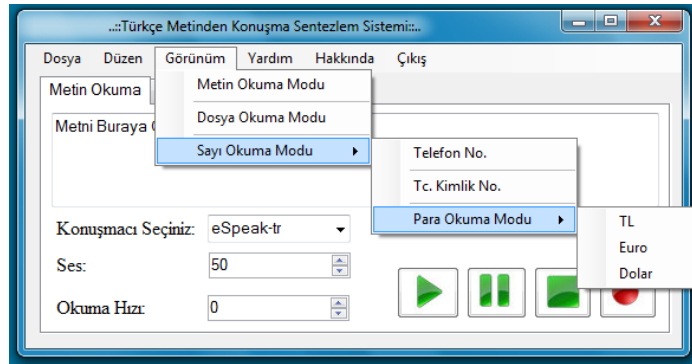 ..::Türkçe Metinden Konuşma Sentezlem Sistemi::..
Dosya Düzen Görünüm Yardım Hakkında Çıkış
Metin Okuma
Metin Okuma Modu
Dosya Okuma Modu
Sayı Okuma Modu
Metni Buraya
Telefon No.
Tc. Kimlik No.
Para Okuma Modu
TL
Euro
Dolar
Konuşmacı Seçiniz: eSpeak-tr
Ses: 50
Okuma Hızı: 0